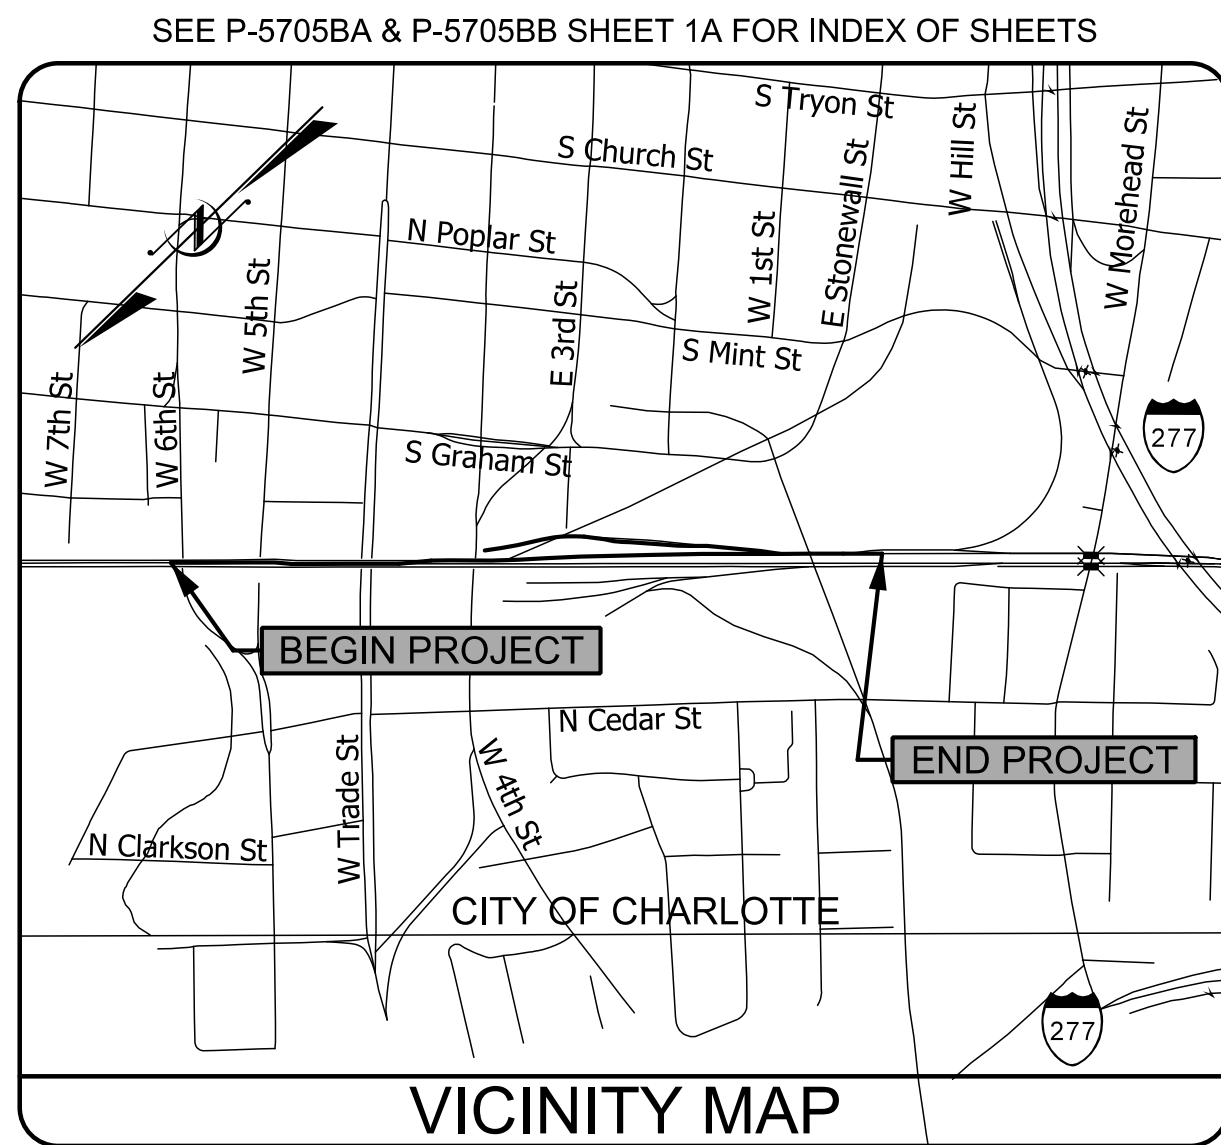 SEE P-5705BA & P-5705BB SHEET 1A FOR INDEX OF SHEETS
S Tryon St
S Church St
W Hill St
W Morehead St
E Stonewall St
N Poplar St
W 1st St
W 5th St
E 3rd St
S Mint St
W 7th St
W 6th St
S Graham St
277
BEGIN PROJECT
N Cedar St
END PROJECT
W Trade St
W 4th St
N Clarkson St
CITY OF CHARLOTTE
277
VICINITY MAP